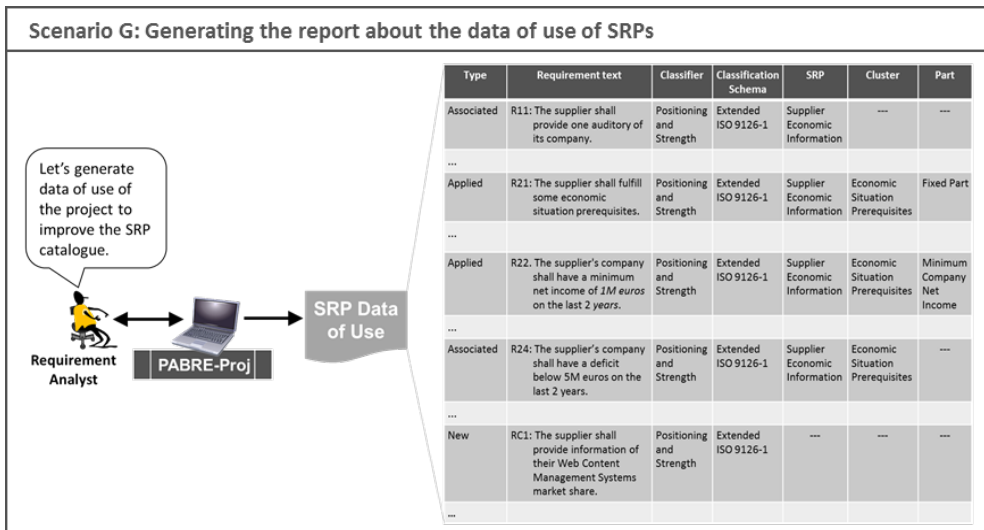 Scenario G: Generating the report about the data of use of SRPs
Let's generate
data of use of
the project to
improve the SRP
catalogue.
Requirement
Analyst
PABRE-Proj
SRP Data
of Use
Type Requirement text Classifier Classification SRP Cluster Part
Schema
Associated R11: The supplier shall Positioning Extended Supplier --- ---
provide one auditory of and ISO 9126-1 Economic
its company. Strength Information
...
Applied R21: The supplier shall fulfill Positioning Extended Supplier Economic Fixed Part
some economic and ISO 9126-1 Economic Situation
situation prerequisites. Strength Information Prerequisites
...
Applied R22. The supplier's company Positioning Extended Supplier Economic Minimum
shall have a minimum and ISO 9126-1 Economic Situation Company
net income of 1M euros Strength Information Prerequisites Net
on the last 2 years. Income
...
Associated R24: The supplier's company Positioning Extended Supplier Economic ---
shall have a deficit and ISO 9126-1 Economic Situation
below 5M euros on the Strength Information Prerequisites
last 2 years.
...
New RC1: The supplier shall Positioning Extended --- --- ---
provide information of and ISO 9126-1
their Web Content Strength
Management Systems
market share.
...